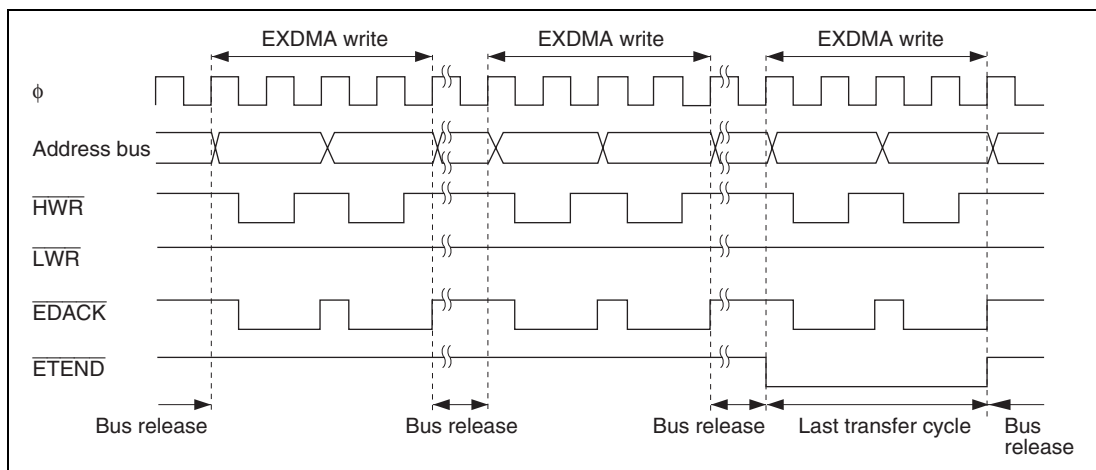 EXDMA write EXDMA write EXDMA write
ϕ
Address bus
HWR
LWR
EDACK
ETEND
Bus release Bus release Bus release Last transfer cycle Bus
release